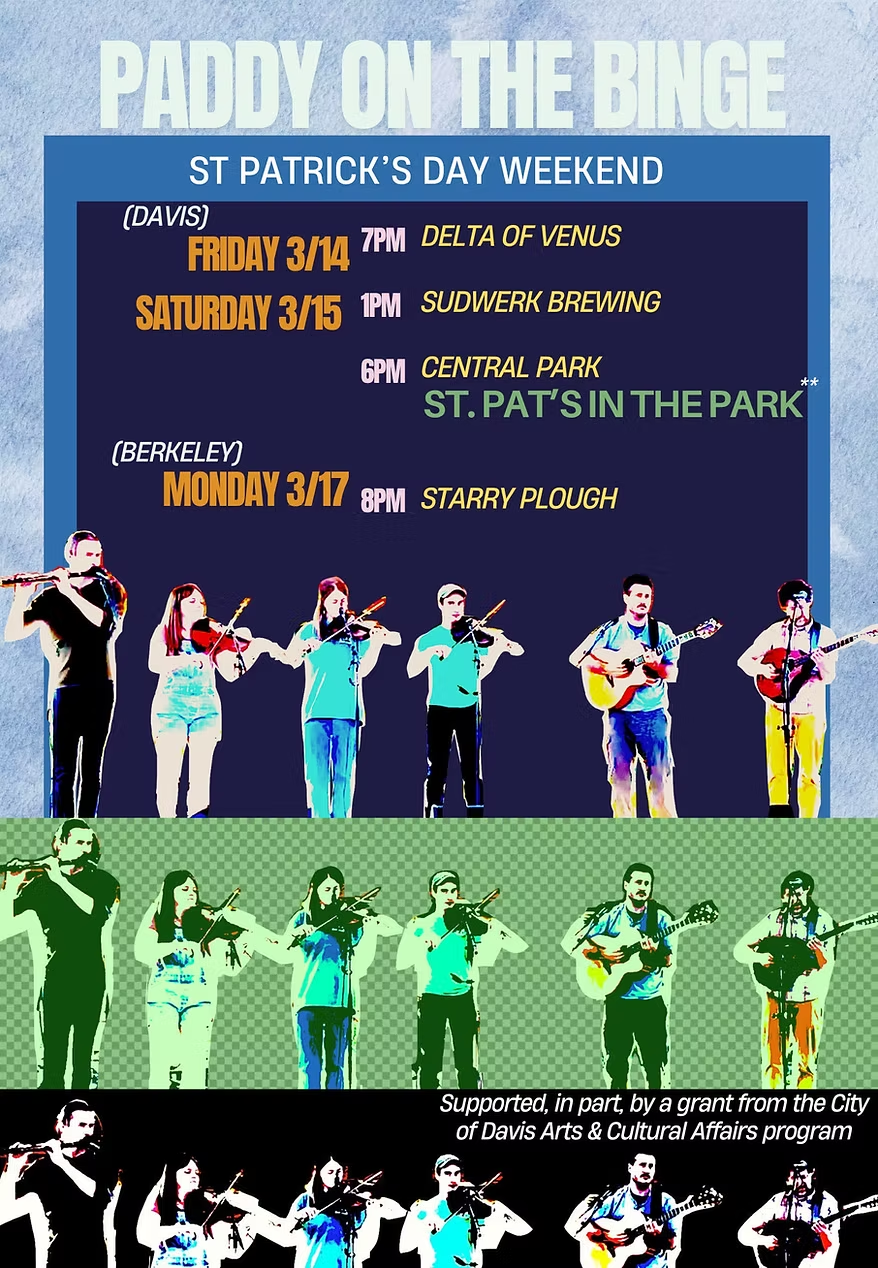 PADDY ON THE BINGE
ST PATRICK'S DAY WEEKEND
(DAVIS)
FRIDAY 3/14 7PM DELTA OF VENUS
SATURDAY 3/15 1PM SUDWERK BREWING
6PM CENTRAL PARK
ST. PAT'S IN THE PARK**
(BERKELEY)
MONDAY 3/17 8PM STARRY PLOUGH
Supported, in part, by a grant from the City
of Davis Arts & Cultural Affairs program